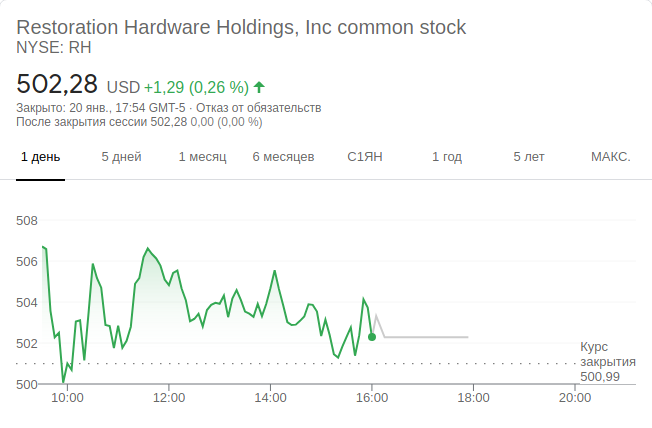 Restoration Hardware Holdings, Inc common stock
NYSE: RH
502,28 USD +1,29 (0,26 %)
Закрыто: 20 янв., 17:54 GMT-5 · Отказ от обязательств
После закрытия сессии 502,28 0,00 (0,00 %)
1 день 5 дней 1 месяц 6 месяцев С1ЯН 1 год 5 лет МАКС.
508
506
504
502
Курс
закрытия
500,99
500
10:00 12:00 14:00 16:00 18:00 20:00